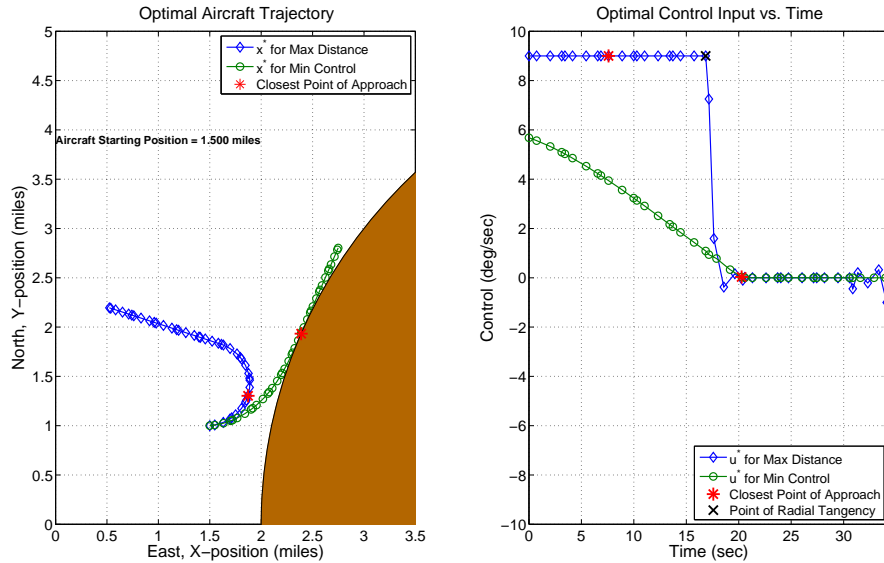 Optimal Aircraft Trajectory
x* for Max Distance
x* for Min Control
Closest Point of Approach
Aircraft Starting Position = 1.500 miles
North, Y-position (miles)
5
4.5
4
3.5
3
2.5
2
1.5
1
0.5
0
0 0.5 1 1.5 2 2.5 3 3.5
East, X-position (miles)
Optimal Control Input vs. Time
Control (deg/sec)
10
8
6
4
2
0
−2
−4
−6
−8
−10
u* for Max Distance
u* for Min Control
Closest Point of Approach
Point of Radial Tangency
0 5 10 15 20 25 30
Time (sec)